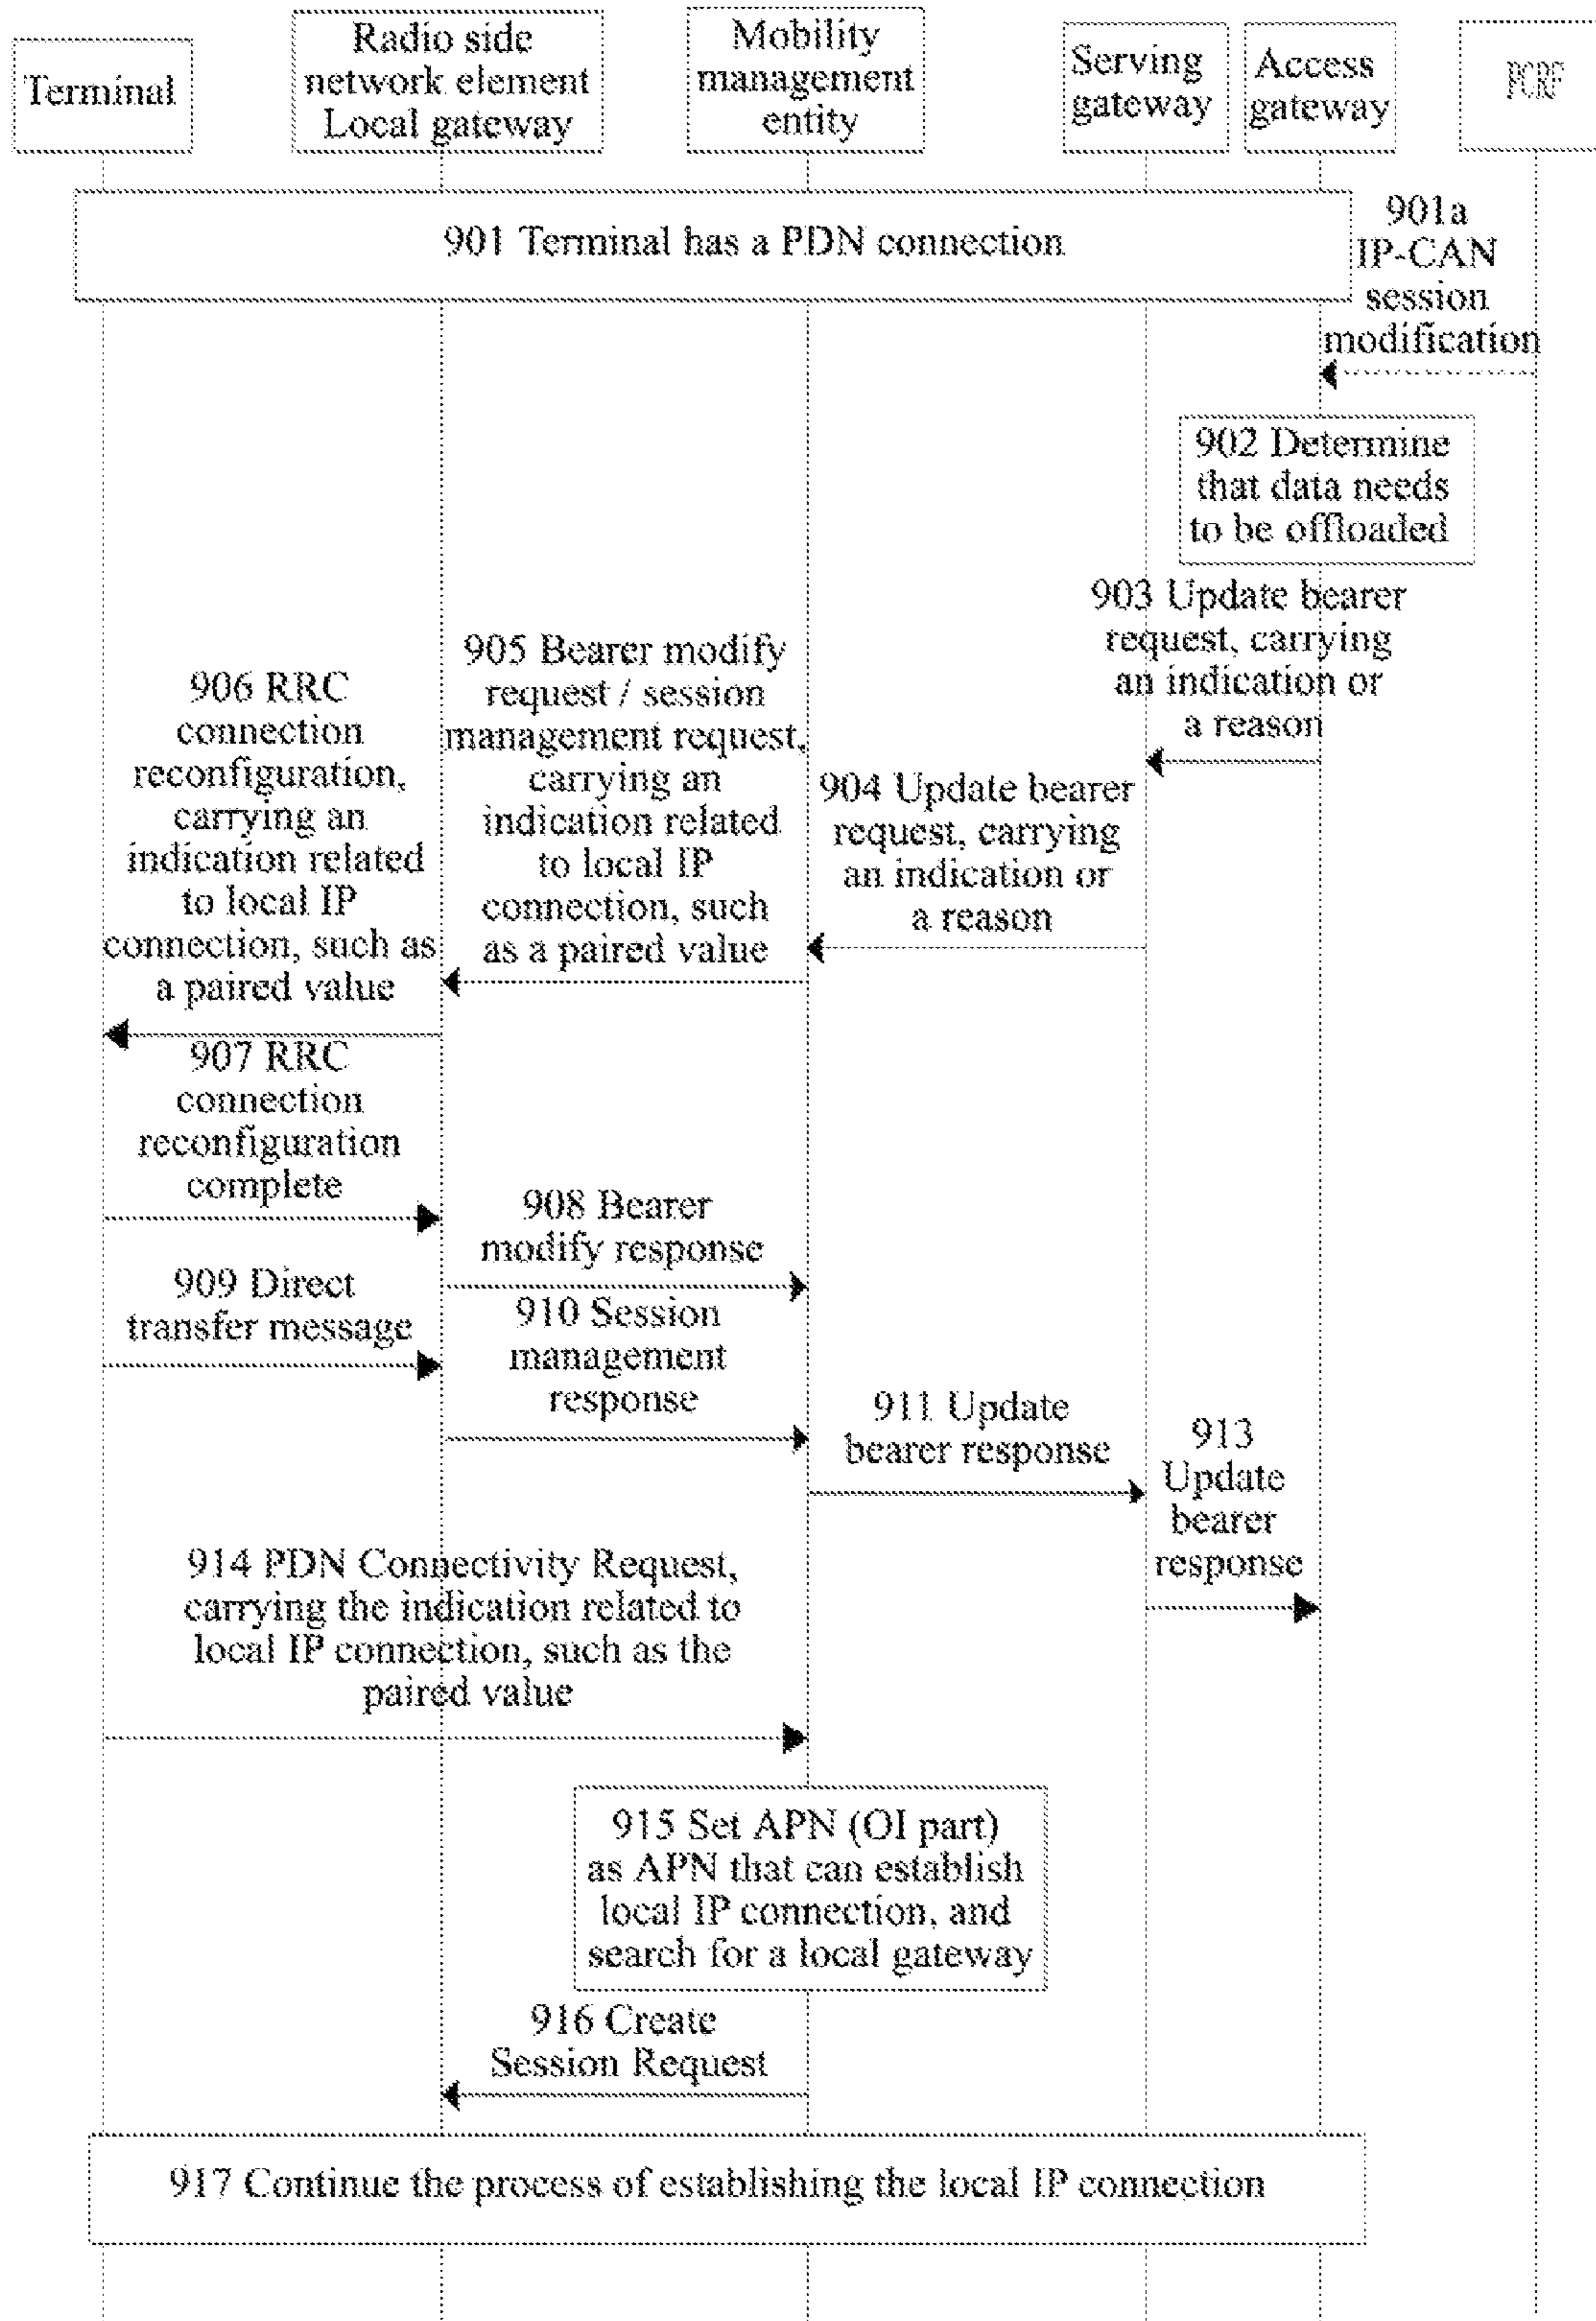 Terminal
Radio side
network element
Local gateway
Mobility
management
entity
Serving
gateway
Access
gateway
PCRF
901 Terminal has a PDN connection
901a
IP-CAN
session
modification
902 Determine
that data needs
to be offloaded
903 Update bearer
request, carrying
an indication or
a reason
904 Update bearer
request, carrying
an indication or
a reason
905 Bearer modify
request / session
management request,
carrying an
indication related
to local IP
connection, such
as a paired value
906 RRC
connection
reconfiguration,
carrying an
indication related
to local IP
connection, such as
a paired value
907 RRC
connection
reconfiguration
complete
908 Bearer
modify response
909 Direct
transfer message
910 Session
management
response
911 Update
bearer response
913
Update
bearer
response
914 PDN Connectivity Request,
carrying the indication related to
local IP connection, such as the
paired value
915 Set APN (OI part)
as APN that can establish
local IP connection, and
search for a local gateway
916 Create
Session Request
917 Continue the process of establishing the local IP connection